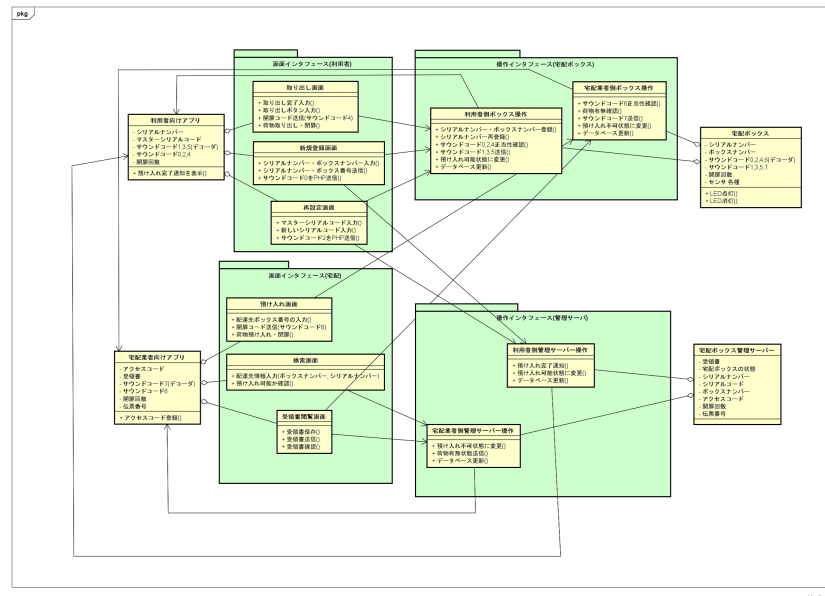 pkg
画面インタフェース(利用者)
取り出し画面
+ 取り出し完了入力()
+ 取り出しボタン入力()
+ 開扉コード送信(サウンドコード4)
+ 荷物取り出し・閉扉()
新規登録画面
+ シリアルナンバー・ボックスナンバー入力()
+ シリアルナンバー・ボックス番号送信()
+ サウンドコード0をPHP送信()
再設定画面
+ マスターシリアルコード入力()
+ 新しいシリアルコード入力()
+ サウンドコード2をPHP送信()
操作インタフェース(宅配ボックス)
宅配業者側ボックス操作
+ サウンドコード6正当性確認()
+ 荷物有無確認()
+ サウンドコード7送信()
+ 預け入れ不可状態に変更()
+ データベース更新()
利用者側ボックス操作
+ シリアルナンバー・ボックスナンバー登録()
+ シリアルナンバー再登録()
+ サウンドコード0,2,4正当性確認()
+ サウンドコード1,3,5送信()
+ 預け入れ可能状態に変更()
+ データベース更新()
利用者向けアプリ
- シリアルナンバー
- マスターシリアルコード
- サウンドコード1,3,5(デコーダ)
- サウンドコード0,2,4
- 開扉回数
+ 預け入れ完了通知を表示()
宅配ボックス
- シリアルナンバー
- ボックスナンバー
- サウンドコード0,2,4,6(デコーダ)
- サウンドコード1,3,5,7
- 開扉回数
- センサ 各種
+ LED点灯()
+ LED消灯()
画面インタフェース(宅配)
預け入れ画面
+ 配達先ボックス番号の入力()
+ 開扉コード送信(サウンドコード6)
+ 荷物預け入れ・閉扉()
検索画面
+ 配達先情報入力(ボックスナンバー, シリアルナンバー)
+ 預け入れ可能か確認()
受領書閲覧画面
+ 受領書保存()
+ 受領書送信()
+ 受領書確認()
宅配業者向けアプリ
- アクセスコード
- 受領書
- サウンドコード7(デコーダ)
- サウンドコード6
- 開扉回数
- 伝票番号
+ アクセスコード登録()
操作インタフェース(管理サーバ)
利用者側管理サーバー操作
+ 預け入れ完了通知()
+ 預け入れ可能状態に変更()
+ データベース更新()
宅配業者側管理サーバー操作
+ 預け入れ不可状態に変更()
+ 荷物有無状態送信()
+ データベース更新()
宅配ボックス管理サーバー
- 受領書
- 宅配ボックスの状態
- シリアルナンバー
- シリアルコード
- ボックスナンバー
- アクセスコード
- 開扉回数
- 伝票番号